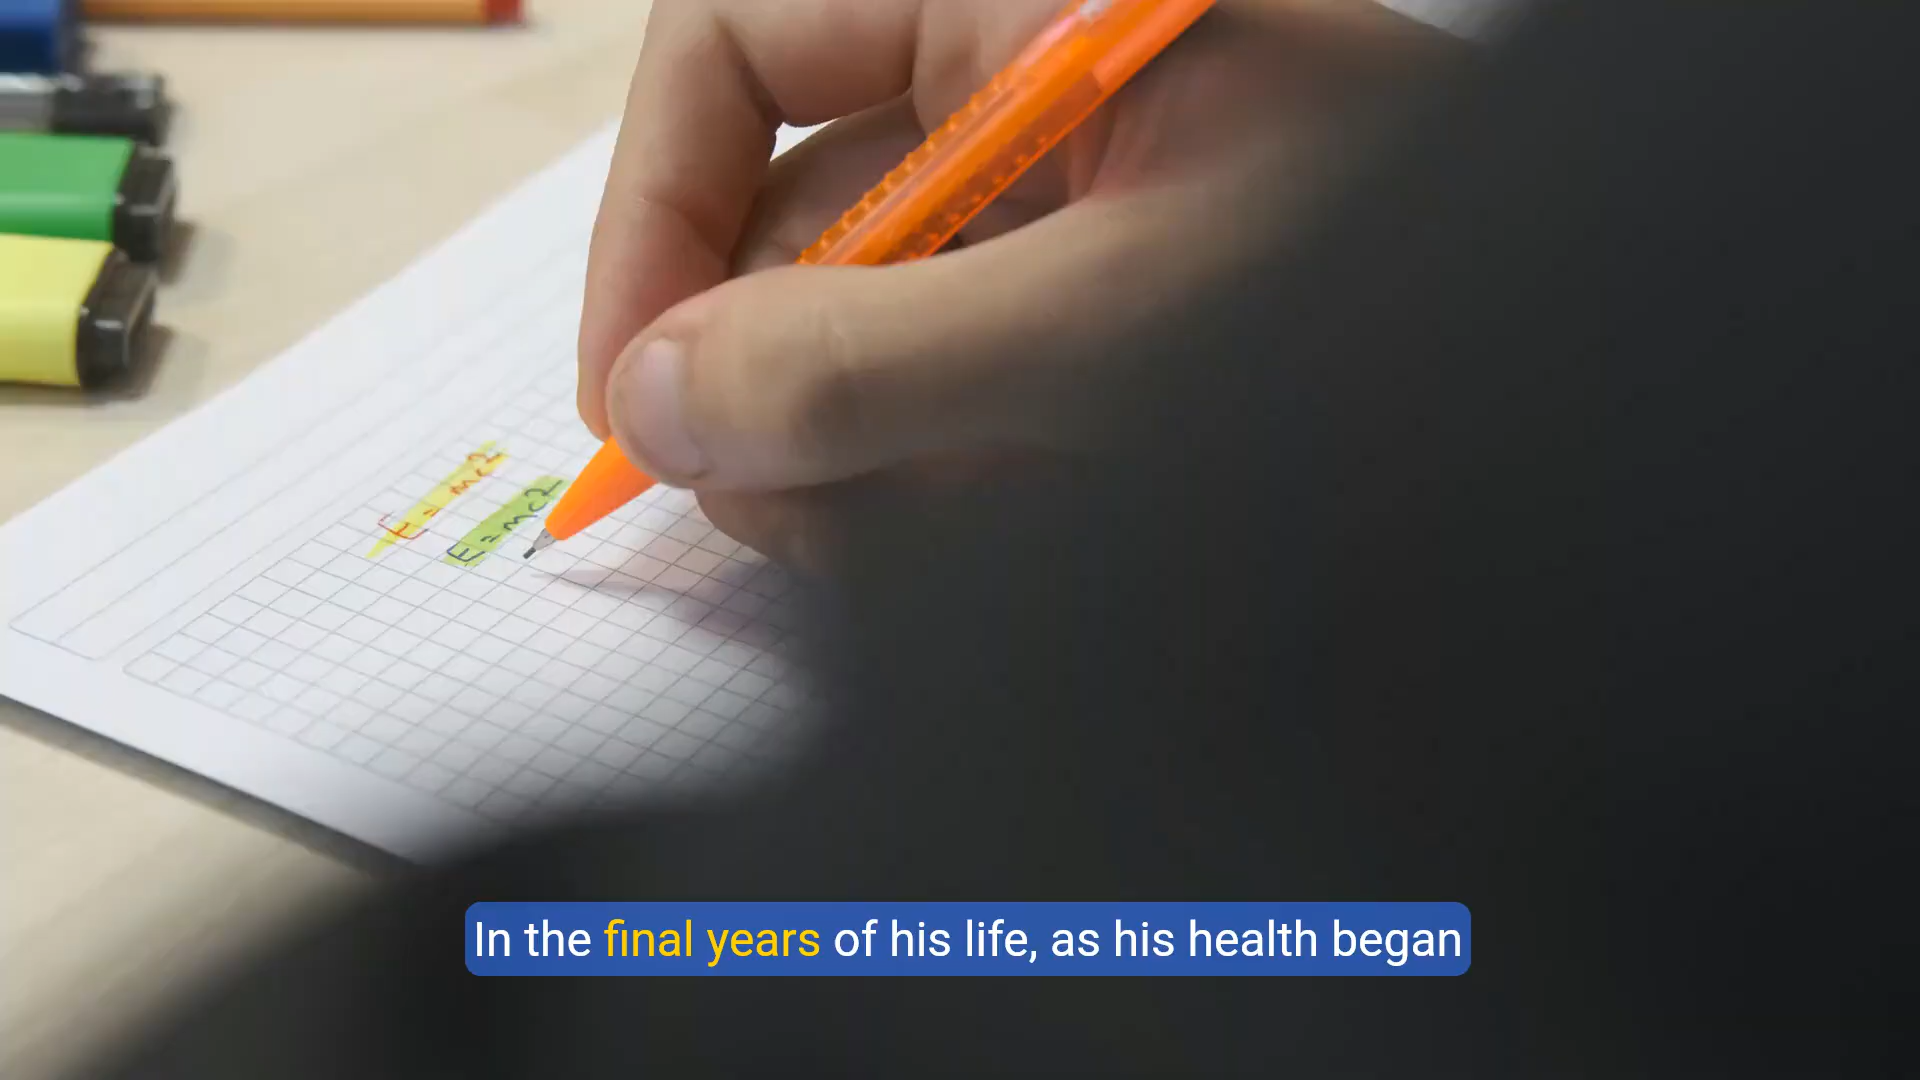 E = mc2
E = mc2
In the final years of his life, as his health began